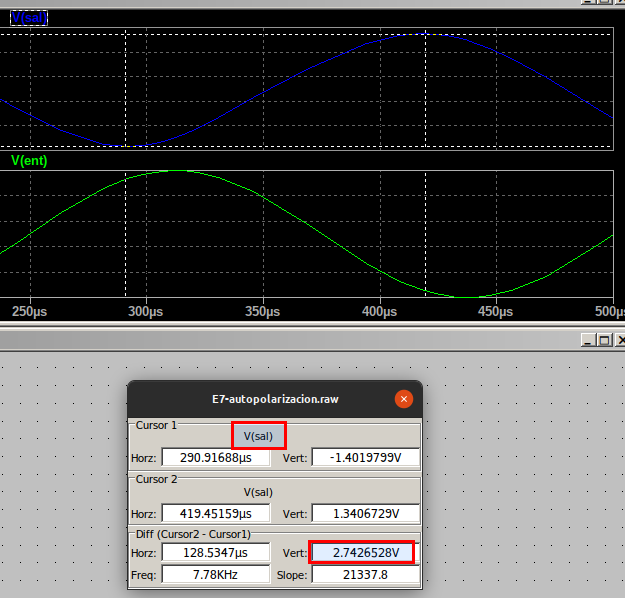 V(sal)
V(ent)
250µs 300µs 350µs 400µs 450µs 500µs
E7-autopolarizacion.raw
Cursor 1
V(sal)
Horz: 290.91688µs Vert: -1.4019799V
Cursor 2
V(sal)
Horz: 419.45159µs Vert: 1.3406729V
Diff (Cursor2 - Cursor1)
Horz: 128.5347µs Vert: 2.7426528V
Freq: 7.78KHz Slope: 21337.8